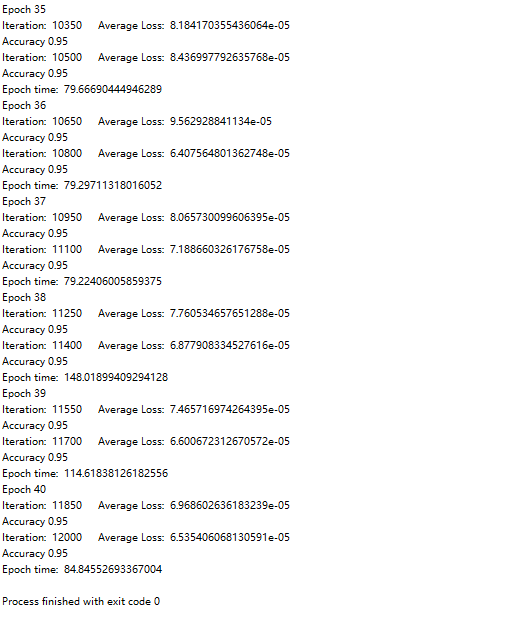 Epoch 35
Iteration:  10350     Average Loss:  8.184170355436064e-05
Accuracy 0.95
Iteration:  10500     Average Loss:  8.436997792635768e-05
Accuracy 0.95
Epoch time:  79.66690444946289
Epoch 36
Iteration:  10650     Average Loss:  9.562928841134e-05
Accuracy 0.95
Iteration:  10800     Average Loss:  6.407564801362748e-05
Accuracy 0.95
Epoch time:  79.29711318016052
Epoch 37
Iteration:  10950     Average Loss:  8.065730099606395e-05
Accuracy 0.95
Iteration:  11100     Average Loss:  7.188660326176758e-05
Accuracy 0.95
Epoch time:  79.22406005859375
Epoch 38
Iteration:  11250     Average Loss:  7.760534657651288e-05
Accuracy 0.95
Iteration:  11400     Average Loss:  6.877908334527616e-05
Accuracy 0.95
Epoch time:  148.01899409294128
Epoch 39
Iteration:  11550     Average Loss:  7.465716974264395e-05
Accuracy 0.95
Iteration:  11700     Average Loss:  6.600672312670572e-05
Accuracy 0.95
Epoch time:  114.61838126182556
Epoch 40
Iteration:  11850     Average Loss:  6.968602636183239e-05
Accuracy 0.95
Iteration:  12000     Average Loss:  6.535406068130591e-05
Accuracy 0.95
Epoch time:  84.84552693367004
Process finished with exit code 0